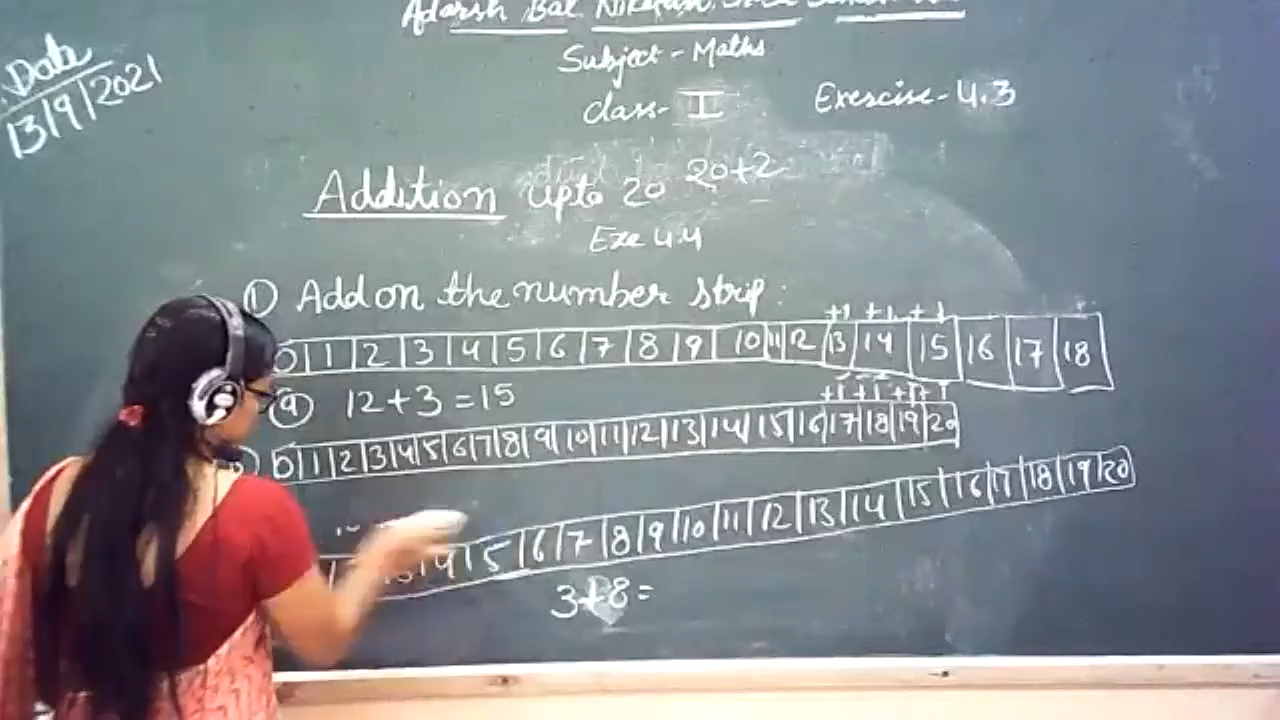 Date
13/9/2021
Adarsh Bal Niketan
Subject - Maths
Class - I Exercise - 4.3
Addition upto 20 20+2
Exe 4.4
① Add on the number strip :
+1 +1 +1
0 1 2 3 4 5 6 7 8 9 10 11 12 13 14 15 16 17 18
(a) 12+3=15
+1 +1 +1 +1
0 1 2 3 4 5 6 7 8 9 10 11 12 13 14 15 16 17 18 19 20
4 5 6 7 8 9 10 11 12 13 14 15 16 17 18 19 20
3+8=